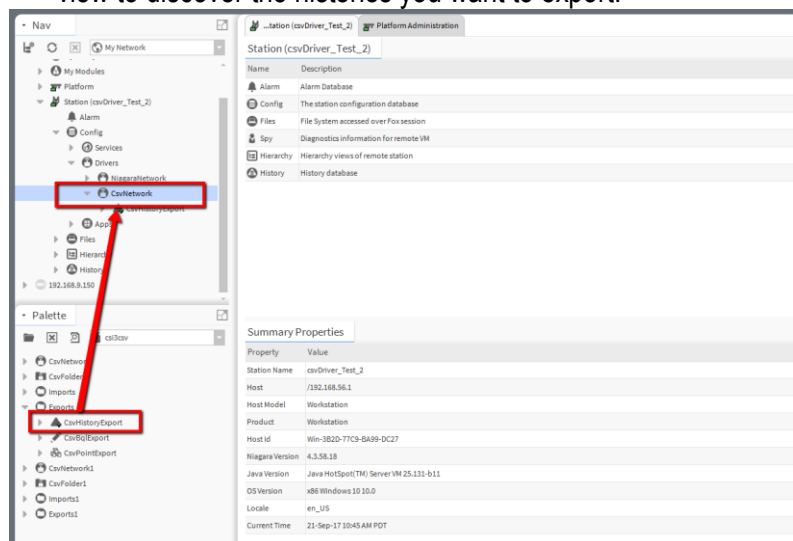 view to discover the histories you want to export.
Nav
My Network
My Modules
Platform
Station (csvDriver_Test_2)
Alarm
Config
Services
Drivers
NiagaraNetwork
CsvNetwork
CsvHistoryExport
Apps
Files
Hierarch
History
192.168.9.150
Palette
csi3csv
CsvNetwor
CsvFolder
Imports
Exports
CsvHistoryExport
CsvBqlExport
CsvPointExport
CsvNetwork1
CsvFolder1
Imports1
Exports1
...tation (csvDriver_Test_2) Platform Administration
Station (csvDriver_Test_2)
Name Description
Alarm Alarm Database
Config The station configuration database
Files File System accessed over Fox session
Spy Diagnostics information for remote VM
Hierarchy Hierarchy views of remote station
History History database
Summary Properties
Property Value
Station Name csvDriver_Test_2
Host /192.168.56.1
Host Model Workstation
Product Workstation
Host Id Win-3B2D-77C9-BA99-DC27
Niagara Version 4.3.58.18
Java Version Java HotSpot(TM) Server VM 25.131-b11
OS Version x86 Windows 10 10.0
Locale en_US
Current Time 21-Sep-17 10:45 AM PDT